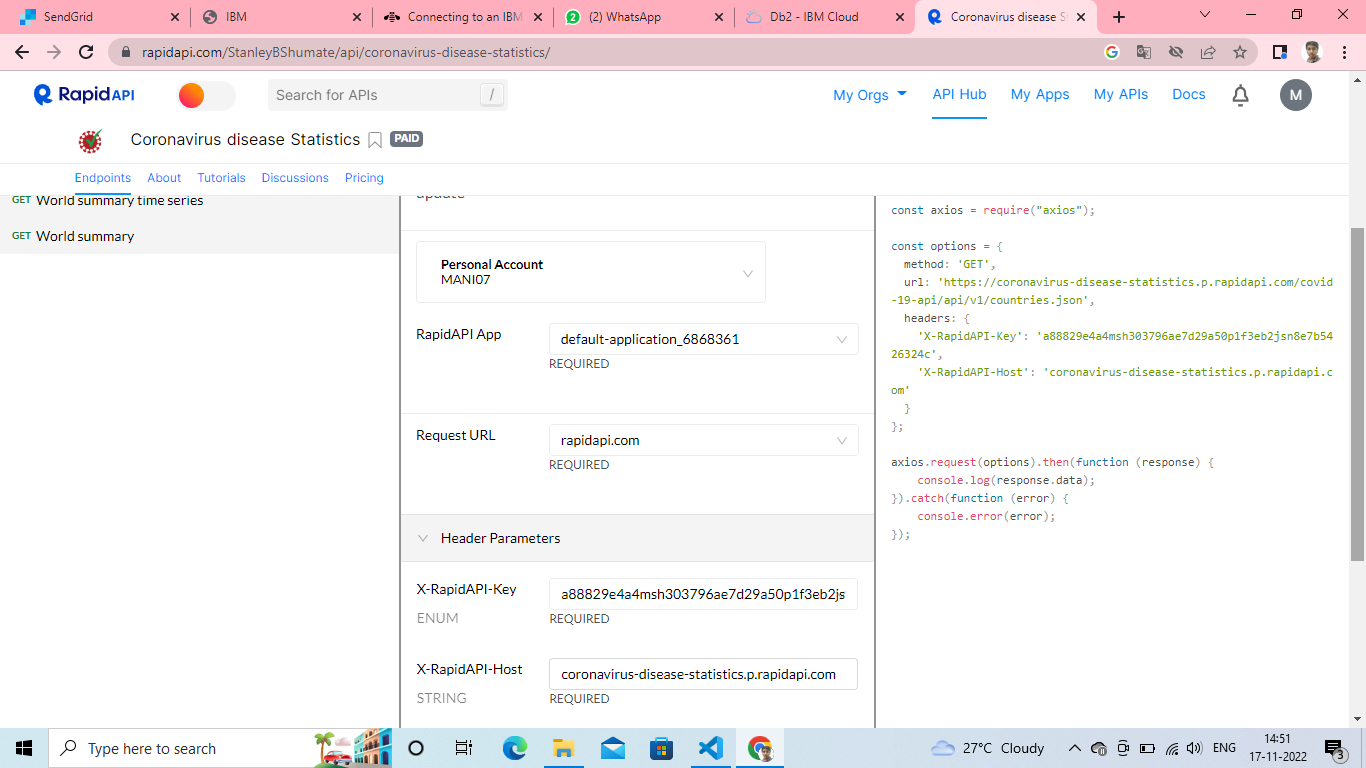 SendGrid
IBM
Connecting to an IBM
(2) WhatsApp
Db2 - IBM Cloud
Coronavirus disease S
rapidapi.com/StanleyBShumate/api/coronavirus-disease-statistics/
Rapid API
Search for APIs
/
My Orgs
API Hub
My Apps
My APIs
Docs
M
Coronavirus disease Statistics
PAID
Endpoints
About
Tutorials
Discussions
Pricing
GET World summary time series
GET World summary
update
Personal Account
MANI07
RapidAPI App
default-application_6868361
REQUIRED
Request URL
rapidapi.com
REQUIRED
Header Parameters
X-RapidAPI-Key
a88829e4a4msh303796ae7d29a50p1f3eb2js
ENUM
REQUIRED
X-RapidAPI-Host
coronavirus-disease-statistics.p.rapidapi.com
STRING
REQUIRED
const axios = require("axios");
const options = {
method: 'GET',
url: 'https://coronavirus-disease-statistics.p.rapidapi.com/covid
-19-api/api/v1/countries.json',
headers: {
'X-RapidAPI-Key': 'a88829e4a4msh303796ae7d29a50p1f3eb2jsn8e7b54
26324c',
'X-RapidAPI-Host': 'coronavirus-disease-statistics.p.rapidapi.c
om'
}
};
axios.request(options).then(function (response) {
console.log(response.data);
}).catch(function (error) {
console.error(error);
});
Type here to search
27°C Cloudy
ENG
14:51
17-11-2022
3